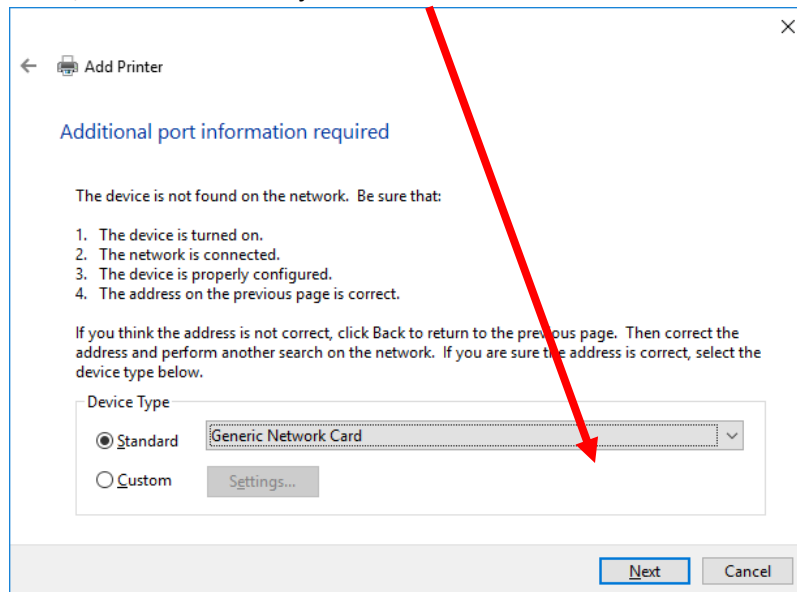 Add Printer
Additional port information required
The device is not found on the network. Be sure that:
1. The device is turned on.
2. The network is connected.
3. The device is properly configured.
4. The address on the previous page is correct.
If you think the address is not correct, click Back to return to the previous page. Then correct the
address and perform another search on the network. If you are sure the address is correct, select the
device type below.
Device Type
Standard Generic Network Card
Custom Settings...
Next Cancel